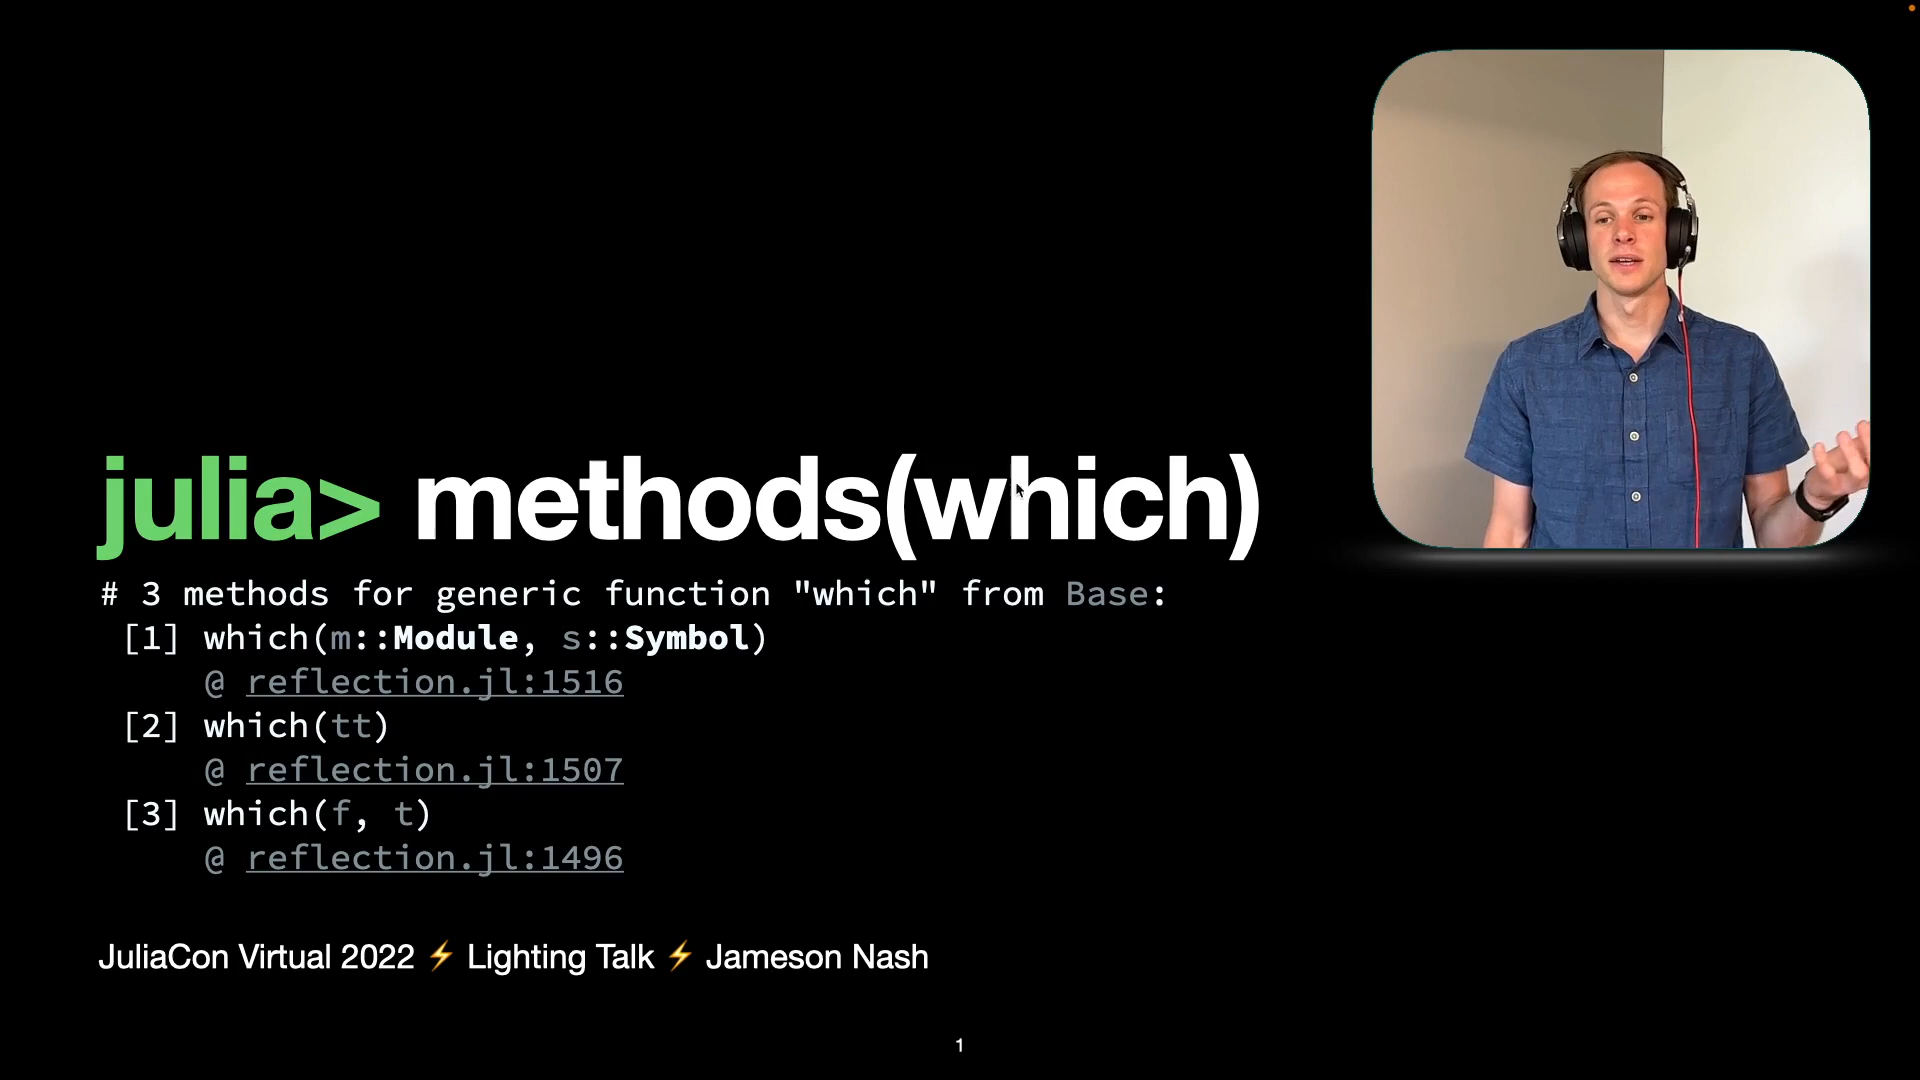 julia> methods(which)
# 3 methods for generic function "which" from Base:
[1] which(m::Module, s::Symbol)
@ reflection.jl:1516
[2] which(tt)
@ reflection.jl:1507
[3] which(f, t)
@ reflection.jl:1496
JuliaCon Virtual 2022 ⚡ Lighting Talk ⚡ Jameson Nash
1